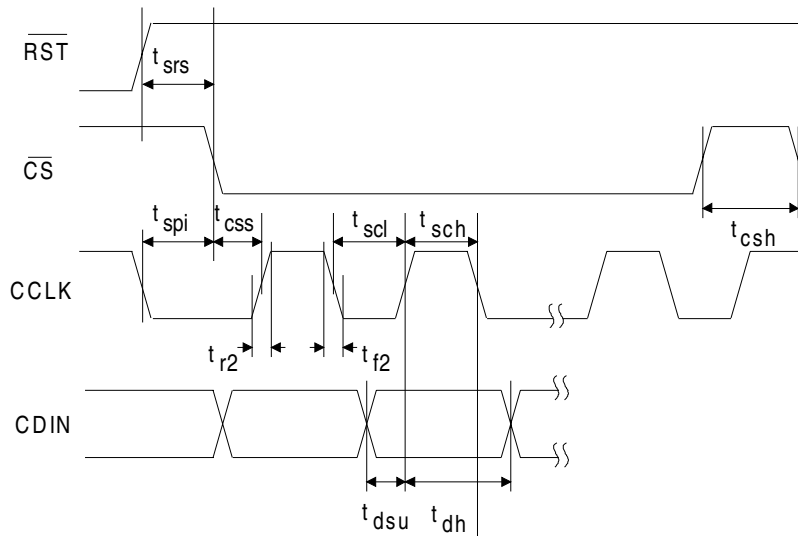 RST
t srs
CS
t spi
t css
t scl
t sch
t csh
CCLK
t r2
t f2
CDIN
t dsu
t dh